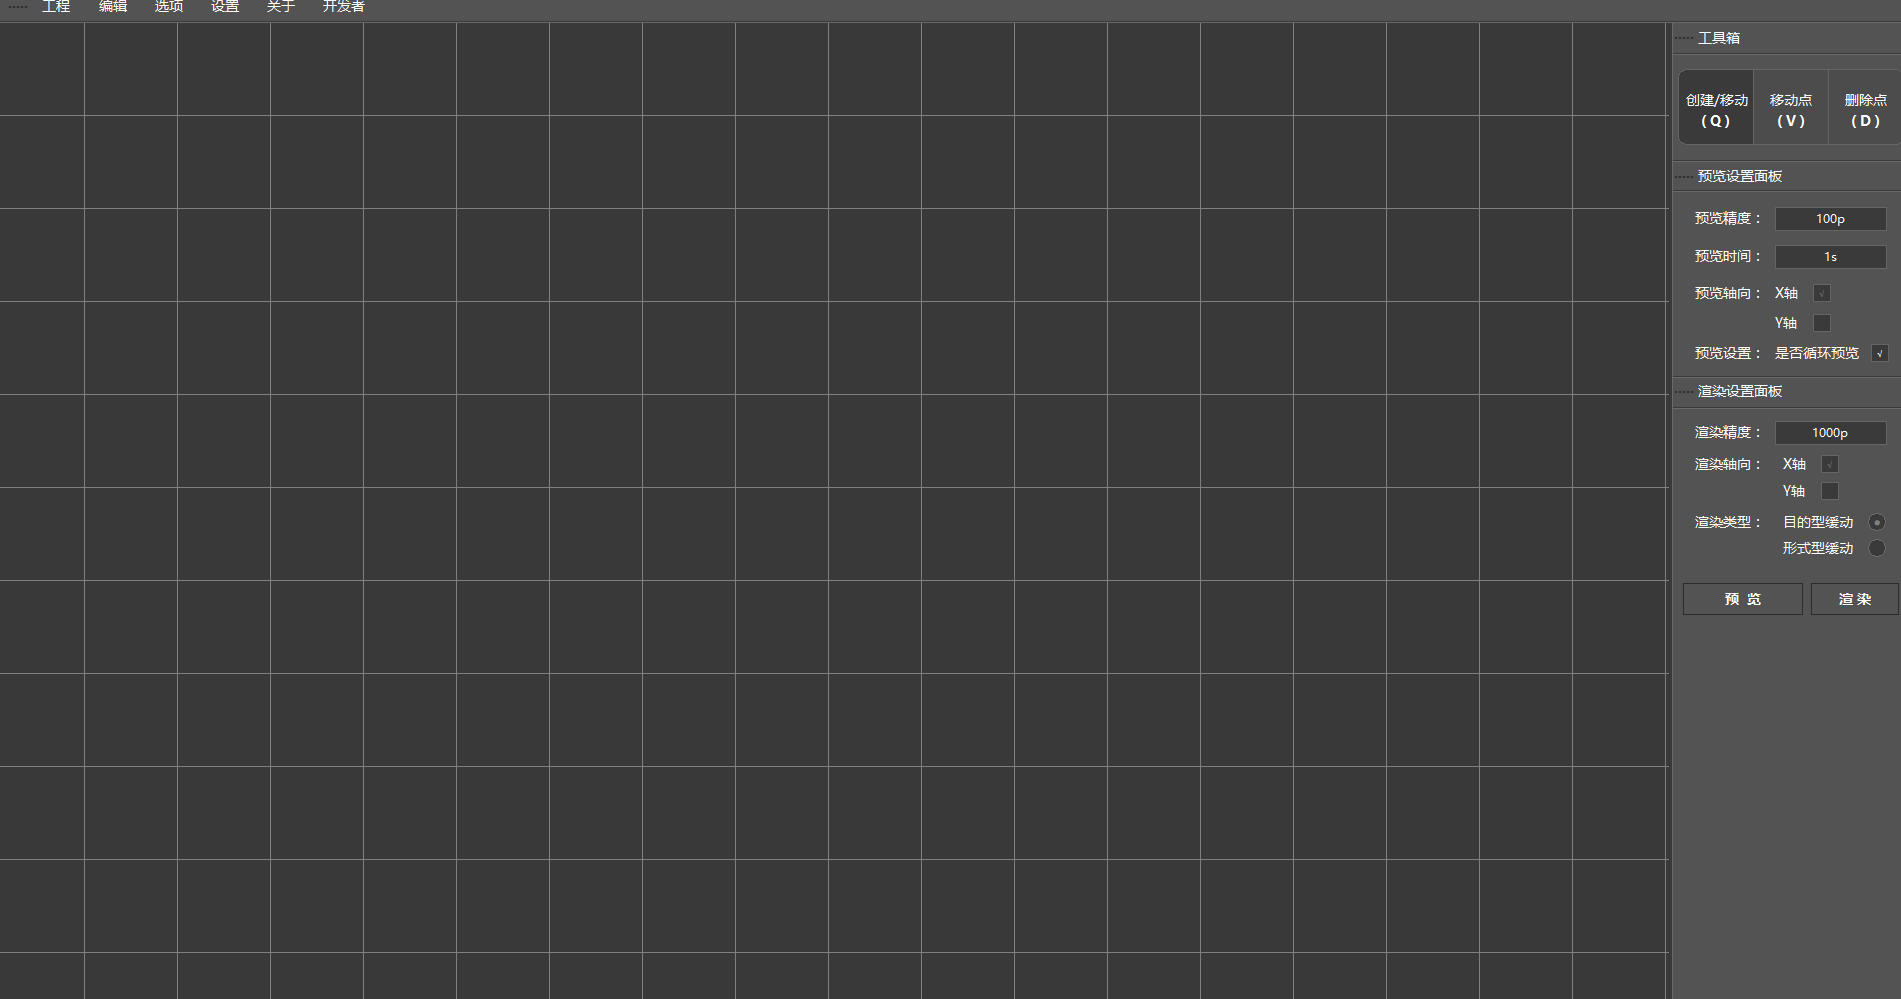 工程 编辑 选项 设置 关于 开发者
工具箱
创建/移动 移动点 删除点
( Q ) ( V ) ( D )
预览设置面板
预览精度： 100p
预览时间： 1s
预览轴向： X轴 √
Y轴
预览设置： 是否循环预览 √
渲染设置面板
渲染精度： 1000p
渲染轴向： X轴 √
Y轴
渲染类型： 目的型缓动
形式型缓动
预 览 渲 染